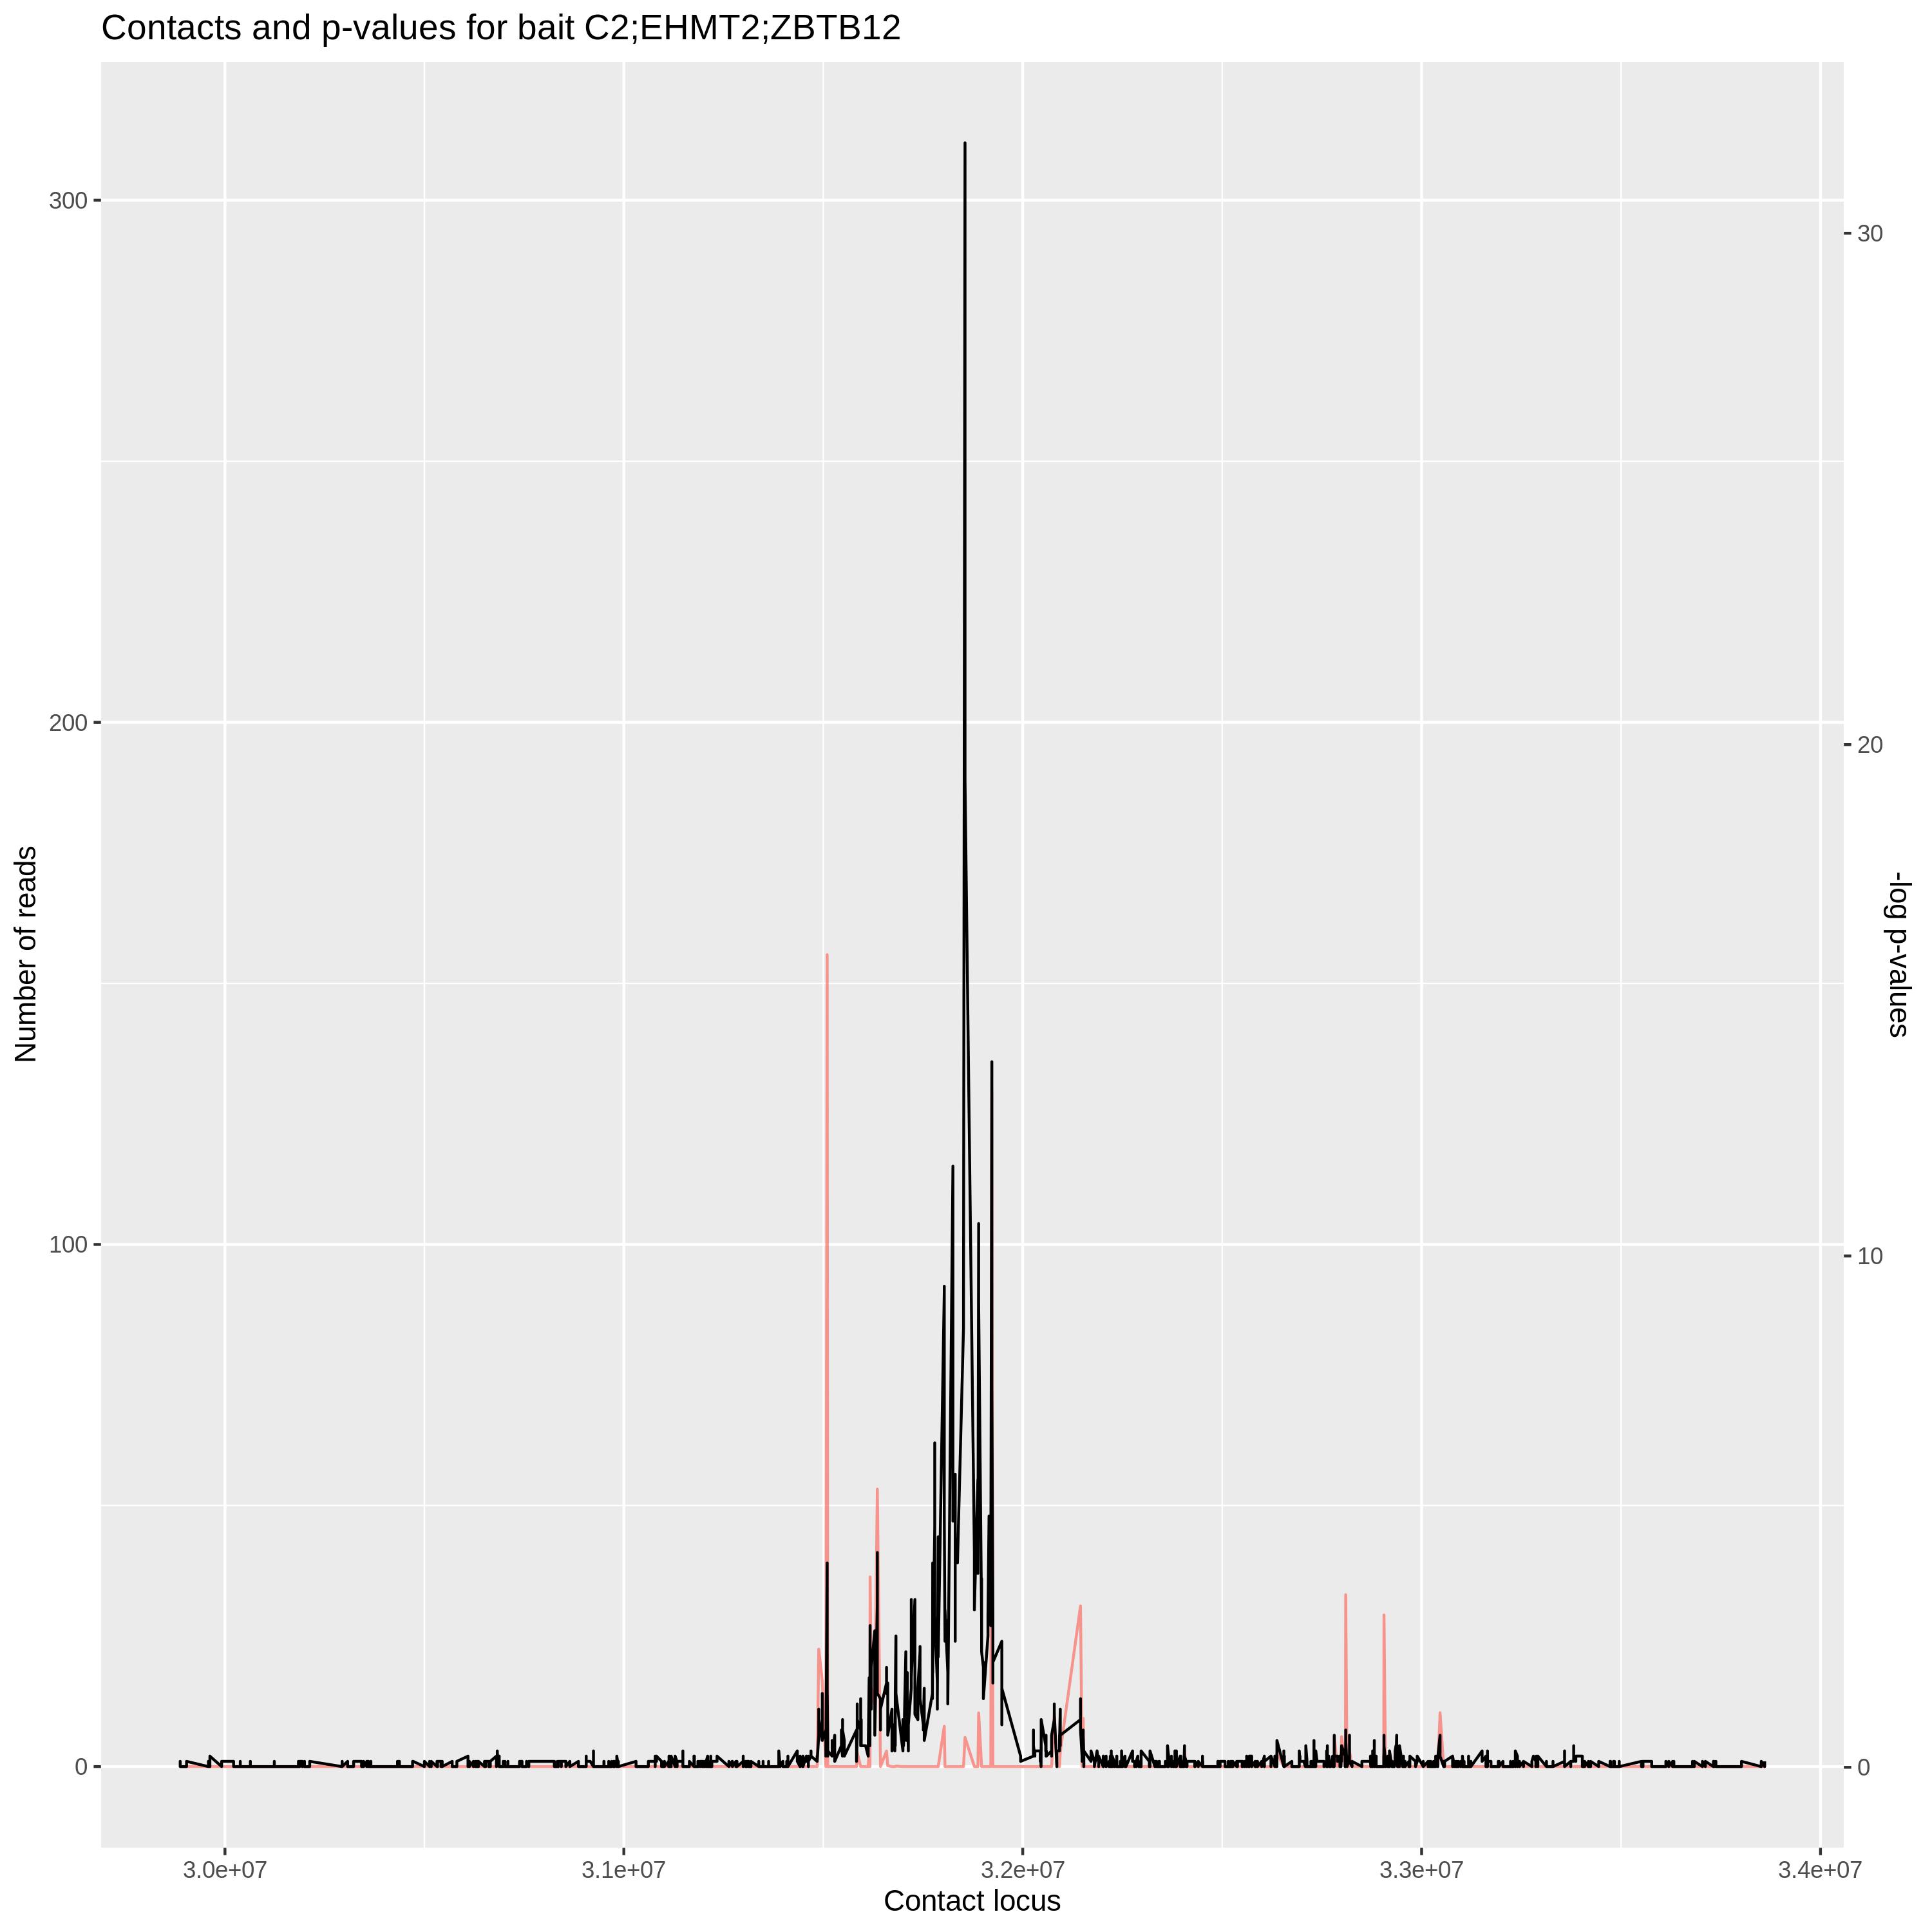 Contacts and p-values for bait C2;EHMT2;ZBTB12
300
200
100
0
Number of reads
30
20
10
0
-log p-values
3.0e+07
3.1e+07
3.2e+07
3.3e+07
3.4e+07
Contact locus